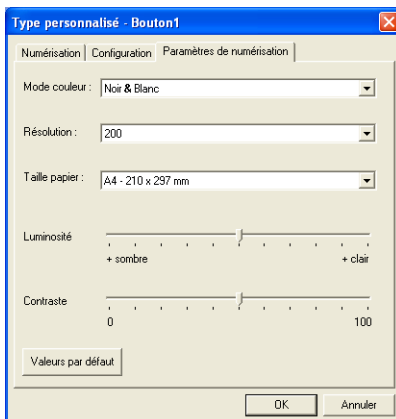 Type personnalisé - Bouton1
Numérisation Configuration Paramètres de numérisation
Mode couleur : Noir & Blanc
Résolution : 200
Taille papier : A4 - 210 x 297 mm
Luminosité
+ sombre + clair
Contraste
0 100
Valeurs par défaut
OK Annuler